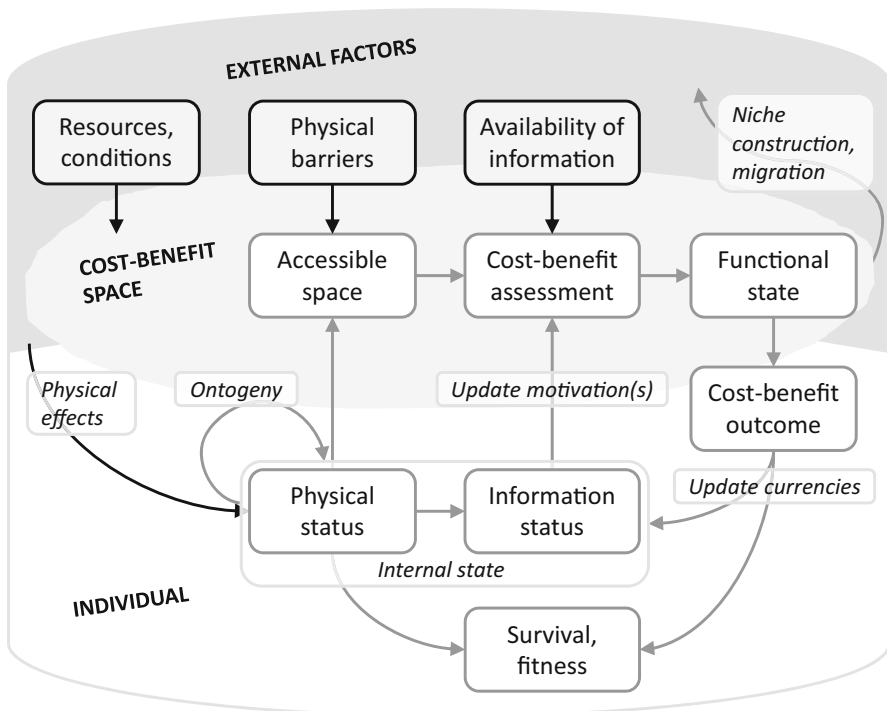 EXTERNAL FACTORS
Resources,
conditions
Physical
barriers
Availability of
information
Niche
construction,
migration
COST-BENEFIT
SPACE
Accessible
space
Cost-benefit
assessment
Functional
state
Physical
effects
Ontogeny
Update motivation(s)
Cost-benefit
outcome
Physical
status
Information
status
Update currencies
Internal state
INDIVIDUAL
Survival,
fitness